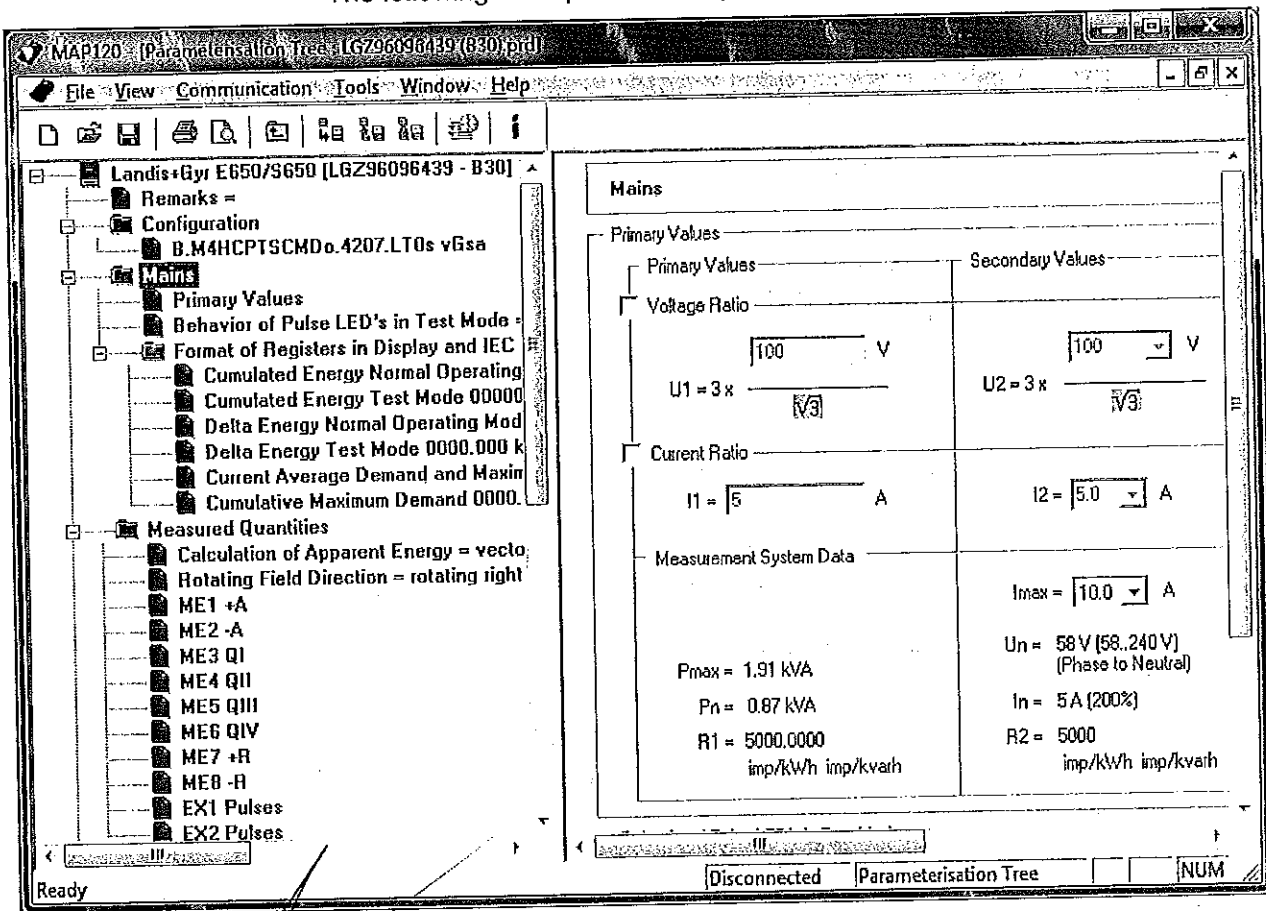 MAP120 - [Parameterisation Tree : LGZ96096439 (B30).prd]
File View Communication Tools Window Help
Landis+Gyr E650/S650 [LGZ96096439 - B30]
Remarks =
Configuration
B.M4HCPTSCMDo.4207.LT0s vGsa
Mains
Primary Values
Behavior of Pulse LED's in Test Mode =
Format of Registers in Display and IEC
Cumulated Energy Normal Operating
Cumulated Energy Test Mode 00000
Delta Energy Normal Operating Mod
Delta Energy Test Mode 0000.000 k
Current Average Demand and Maxim
Cumulative Maximum Demand 0000.
Measured Quantities
Calculation of Apparent Energy = vecto
Rotating Field Direction = rotating right
ME1 +A
ME2 -A
ME3 QI
ME4 QII
ME5 QIII
ME6 QIV
ME7 +R
ME8 -R
EX1 Pulses
EX2 Pulses
Mains
Primary Values
Primary Values Secondary Values
Voltage Ratio
100 V 100 V
U1 = 3 x U2 = 3 x
√3 √3
Current Ratio
I1 = 5 A I2 = 5.0 A
Measurement System Data
Imax = 10.0 A
Un = 58 V (58..240 V)
(Phase to Neutral)
Pmax = 1.91 kVA
Pn = 0.87 kVA In = 5 A (200%)
R1 = 5000.0000 R2 = 5000
imp/kWh imp/kvarh imp/kWh imp/kvarh
Ready Disconnected Parameterisation Tree NUM